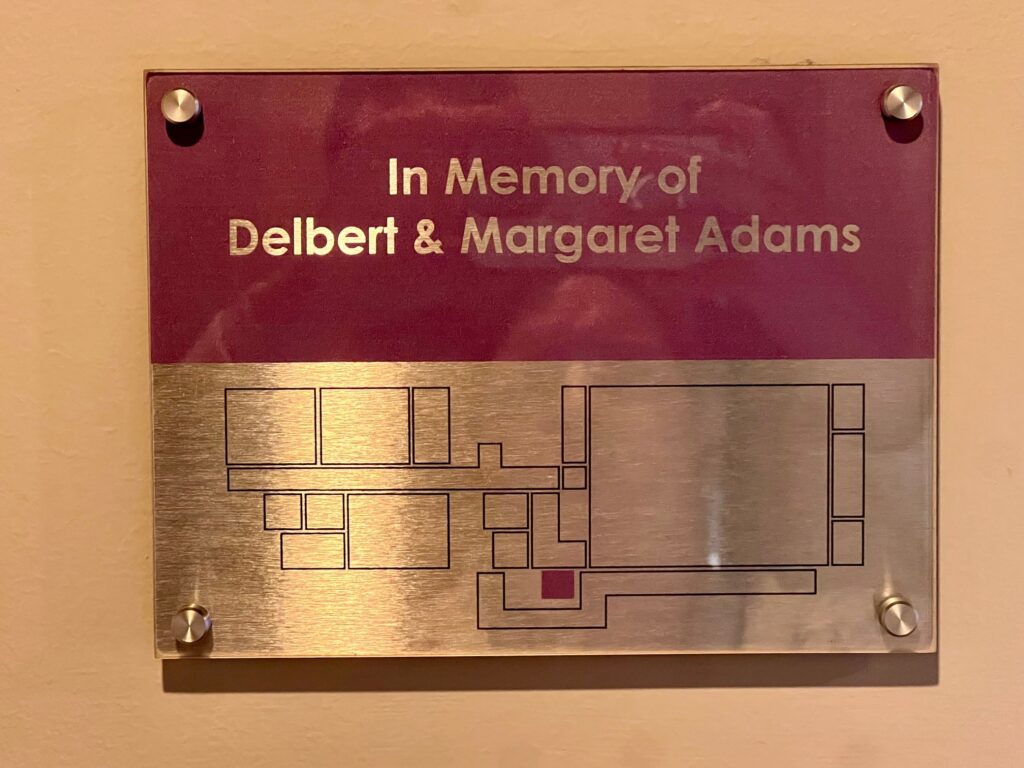 In Memory of
Delbert & Margaret Adams